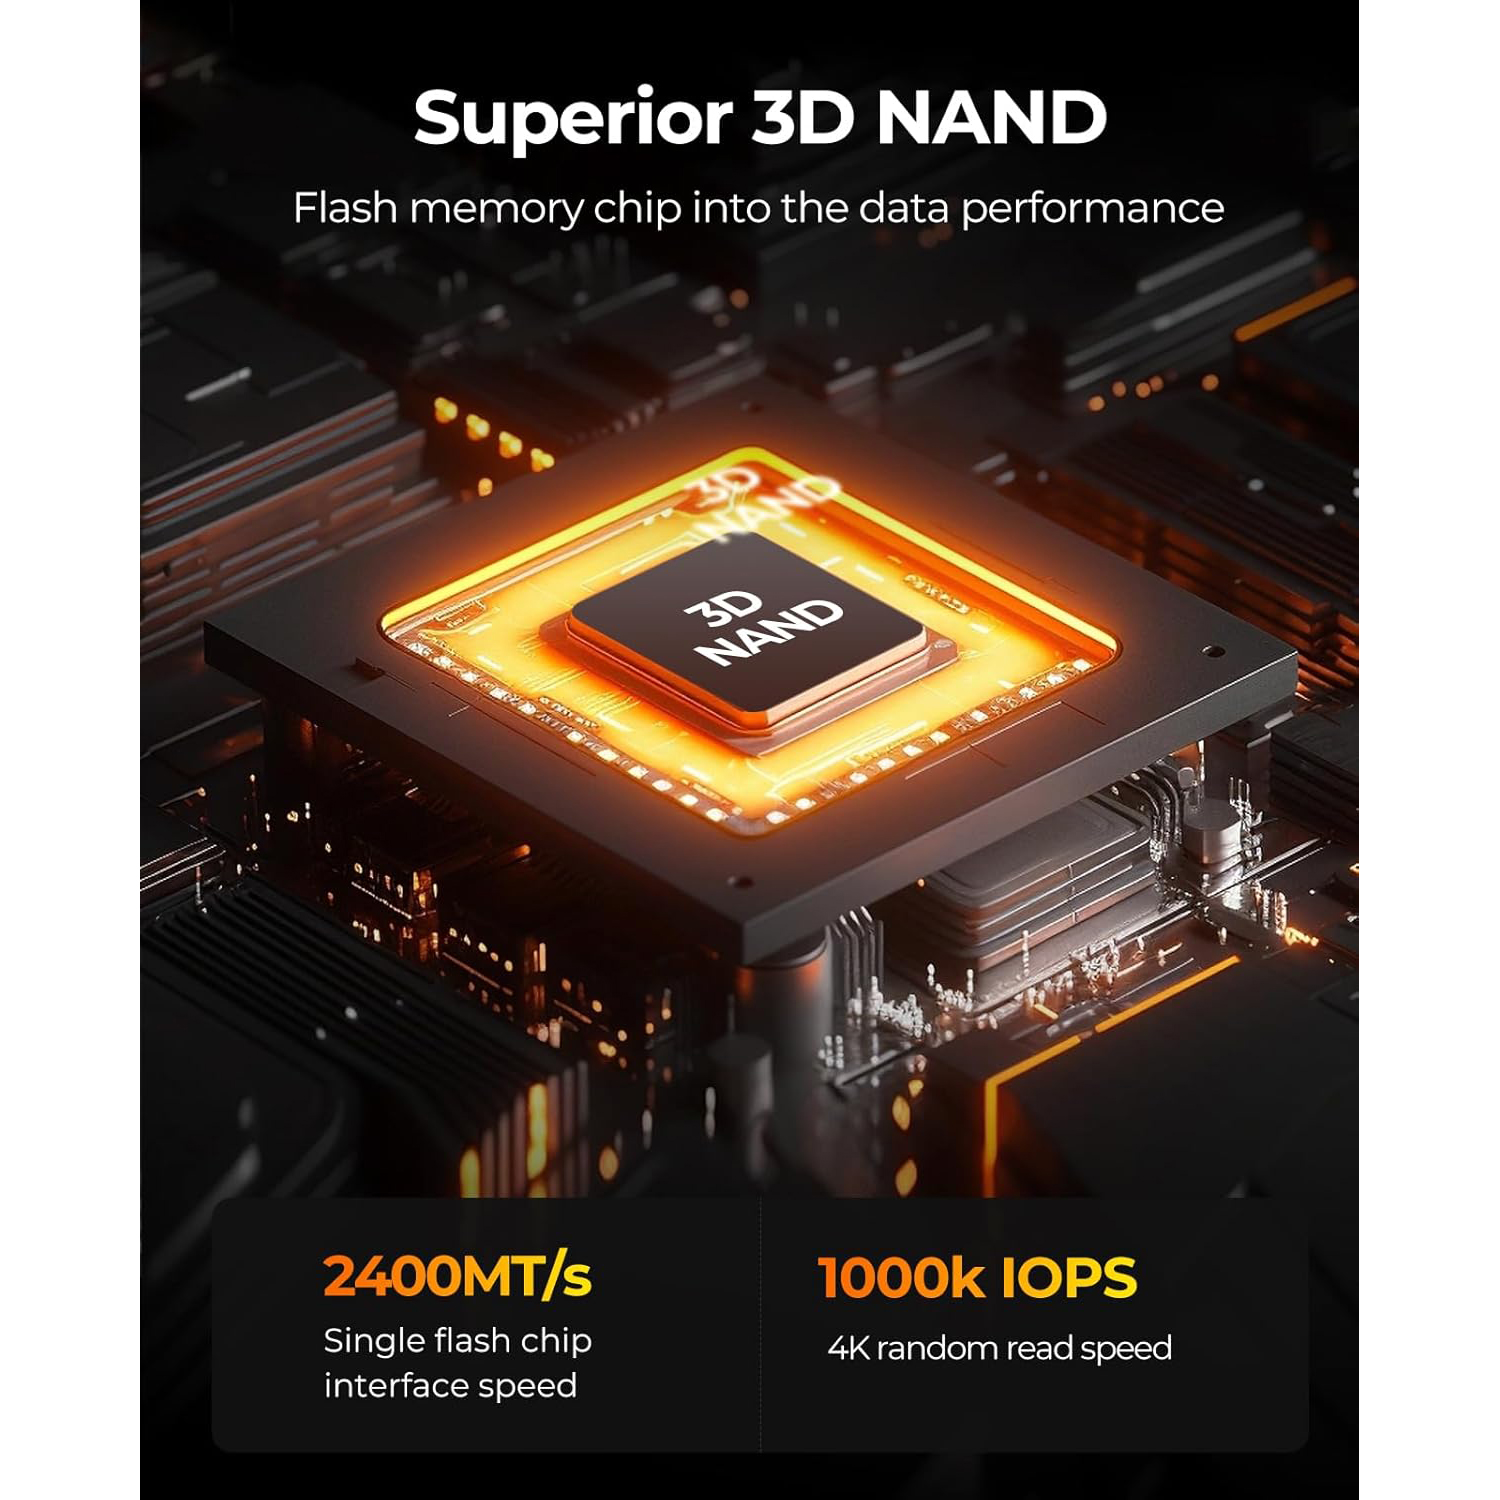 Superior 3D NAND
Flash memory chip into the data performance
3D
NAND
3D
NAND
2400MT/s
Single flash chip
interface speed
1000k IOPS
4K random read speed